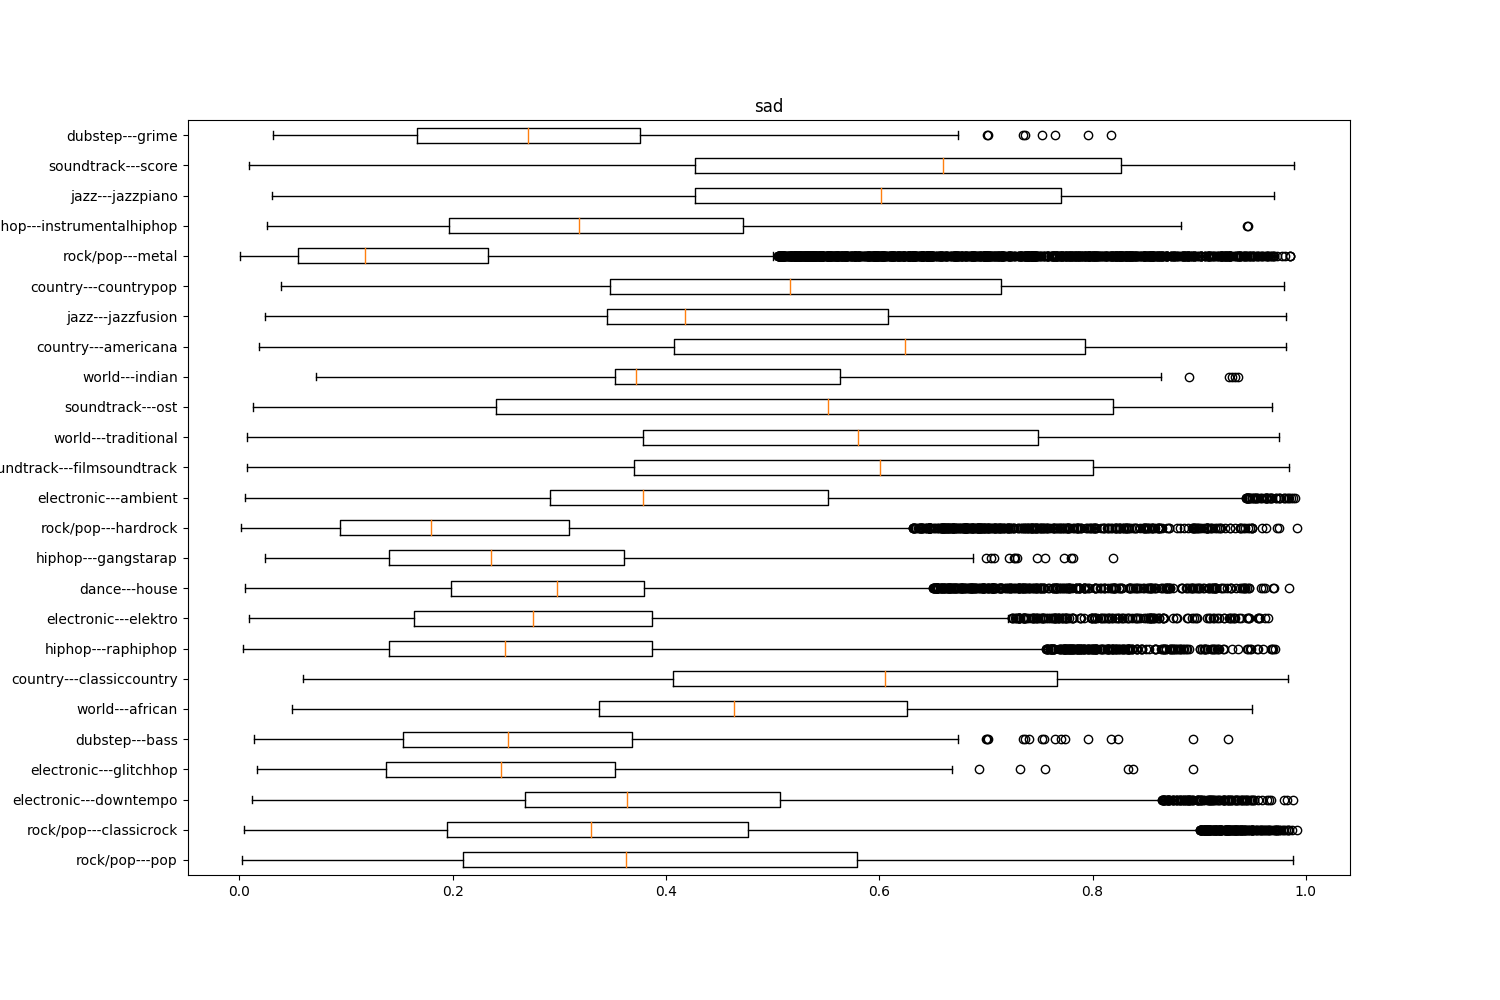 sad
dubstep---grime
soundtrack---score
jazz---jazzpiano
hop---instrumentalhiphop
rock/pop---metal
country---countrypop
jazz---jazzfusion
country---americana
world---indian
soundtrack---ost
world---traditional
undtrack---filmsoundtrack
electronic---ambient
rock/pop---hardrock
hiphop---gangstarap
dance---house
electronic---elektro
hiphop---raphiphop
country---classiccountry
world---african
dubstep---bass
electronic---glitchhop
electronic---downtempo
rock/pop---classicrock
rock/pop---pop
0.0 0.2 0.4 0.6 0.8 1.0